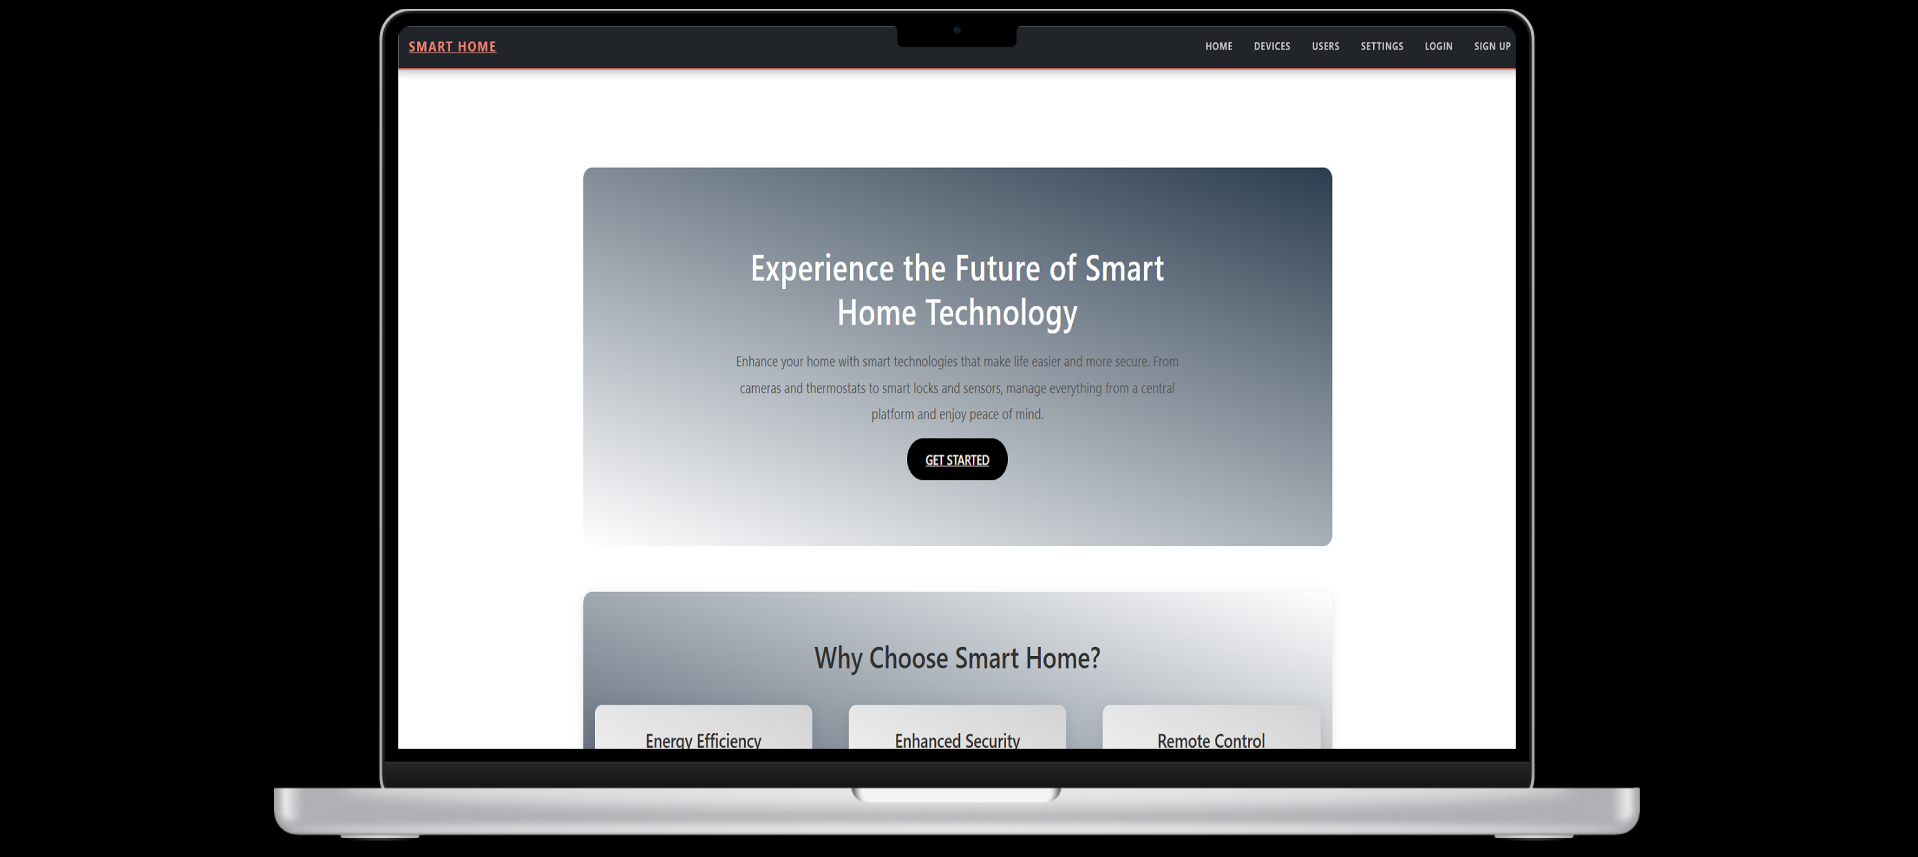 SMART HOME
HOME DEVICES USERS SETTINGS LOGIN SIGN UP
Experience the Future of Smart
Home Technology
Enhance your home with smart technologies that make life easier and more secure. From
cameras and thermostats to smart locks and sensors, manage everything from a central
platform and enjoy peace of mind.
GET STARTED
Why Choose Smart Home?
Energy Efficiency
Enhanced Security
Remote Control